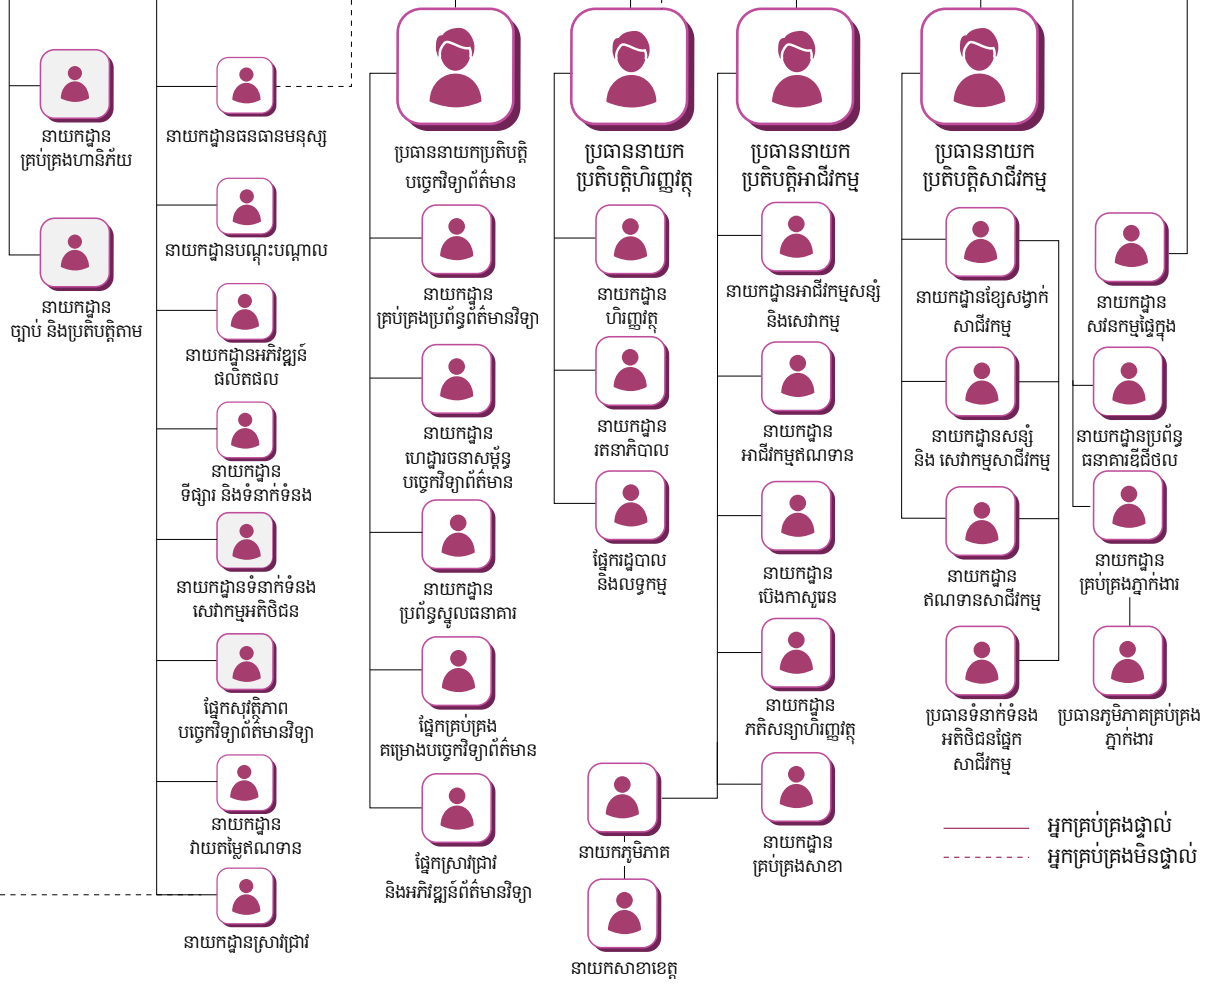 នាយកដ្ឋាន
គ្រប់គ្រងហានិភ័យ
នាយកដ្ឋាន
ច្បាប់ និងប្រតិបត្តិតាម
នាយកដ្ឋានធនធានមនុស្ស
នាយកដ្ឋានបណ្តុះបណ្តាល
នាយកដ្ឋានអភិវឌ្ឍន៍
ផលិតផល
នាយកដ្ឋាន
ទីផ្សារ និងទំនាក់ទំនង
នាយកដ្ឋានទំនាក់ទំនង
សេវាកម្មអតិថិជន
ផ្នែកសុវត្ថិភាព
បច្ចេកវិទ្យាព័ត៌មានវិទ្យា
នាយកដ្ឋាន
វាយតម្លៃឥណទាន
នាយកដ្ឋានស្រាវជ្រាវ
ប្រធាននាយកប្រតិបត្តិ
បច្ចេកវិទ្យាព័ត៌មាន
នាយកដ្ឋាន
គ្រប់គ្រងប្រព័ន្ធព័ត៌មានវិទ្យា
នាយកដ្ឋាន
ហេដ្ឋារចនាសម្ព័ន្ធ
បច្ចេកវិទ្យាព័ត៌មាន
នាយកដ្ឋាន
ប្រព័ន្ធស្នូលធនាគារ
ផ្នែកគ្រប់គ្រង
គម្រោងបច្ចេកវិទ្យាព័ត៌មាន
ផ្នែកស្រាវជ្រាវ
និងអភិវឌ្ឍន៍ព័ត៌មានវិទ្យា
ប្រធាននាយក
ប្រតិបត្តិហិរញ្ញវត្ថុ
នាយកដ្ឋាន
ហិរញ្ញវត្ថុ
នាយកដ្ឋាន
រតនាភិបាល
ផ្នែករដ្ឋបាល
និងលទ្ធកម្ម
នាយកភូមិភាគ
នាយកសាខាខេត្ត
ប្រធាននាយក
ប្រតិបត្តិអាជីវកម្ម
នាយកដ្ឋានអាជីវកម្មសន្សំ
និងសេវាកម្ម
នាយកដ្ឋាន
អាជីវកម្មឥណទាន
នាយកដ្ឋាន
ប៊េងកាសួរេន
នាយកដ្ឋាន
ភតិសន្យាហិរញ្ញវត្ថុ
នាយកដ្ឋាន
គ្រប់គ្រងសាខា
ប្រធាននាយក
ប្រតិបត្តិសាជីវកម្ម
នាយកដ្ឋានខ្សែសង្វាក់
សាជីវកម្ម
នាយកដ្ឋានសន្សំ
និង សេវាកម្មសាជីវកម្ម
នាយកដ្ឋាន
ឥណទានសាជីវកម្ម
ប្រធានទំនាក់ទំនង
អតិថិជនផ្នែក
សាជីវកម្ម
នាយកដ្ឋាន
សវនកម្មផ្ទៃក្នុង
នាយកដ្ឋានប្រព័ន្ធ
ធនាគារឌីជីថល
នាយកដ្ឋាន
គ្រប់គ្រងភ្នាក់ងារ
ប្រធានភូមិភាគគ្រប់គ្រង
ភ្នាក់ងារ
អ្នកគ្រប់គ្រងផ្ទាល់
អ្នកគ្រប់គ្រងមិនផ្ទាល់